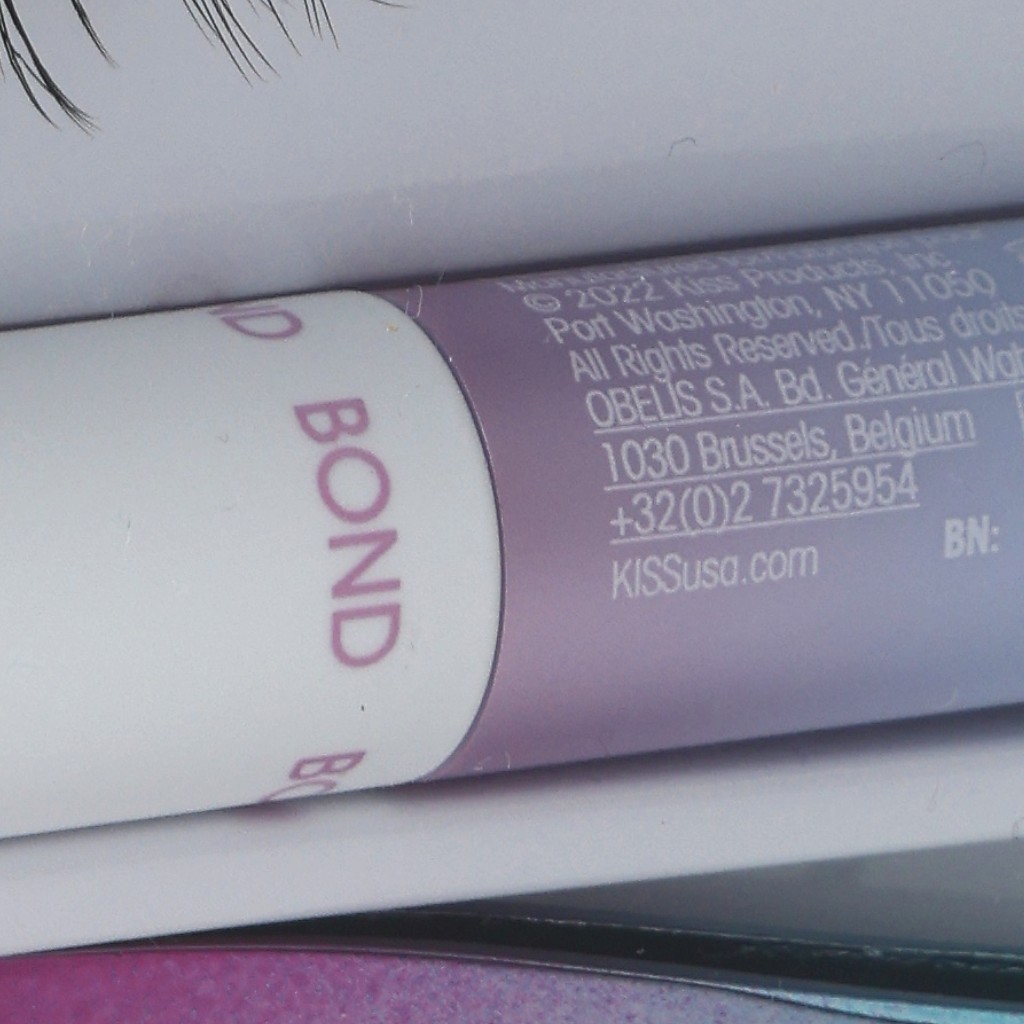 BOND
© 2022 Kiss Products, Inc.
Port Washington, NY 11050
All Rights Reserved./Tous droits
OBELIS S.A. Bd. Général
1030 Brussels, Belgium
+32(0)2 7325954
KISSusa.com
BN: